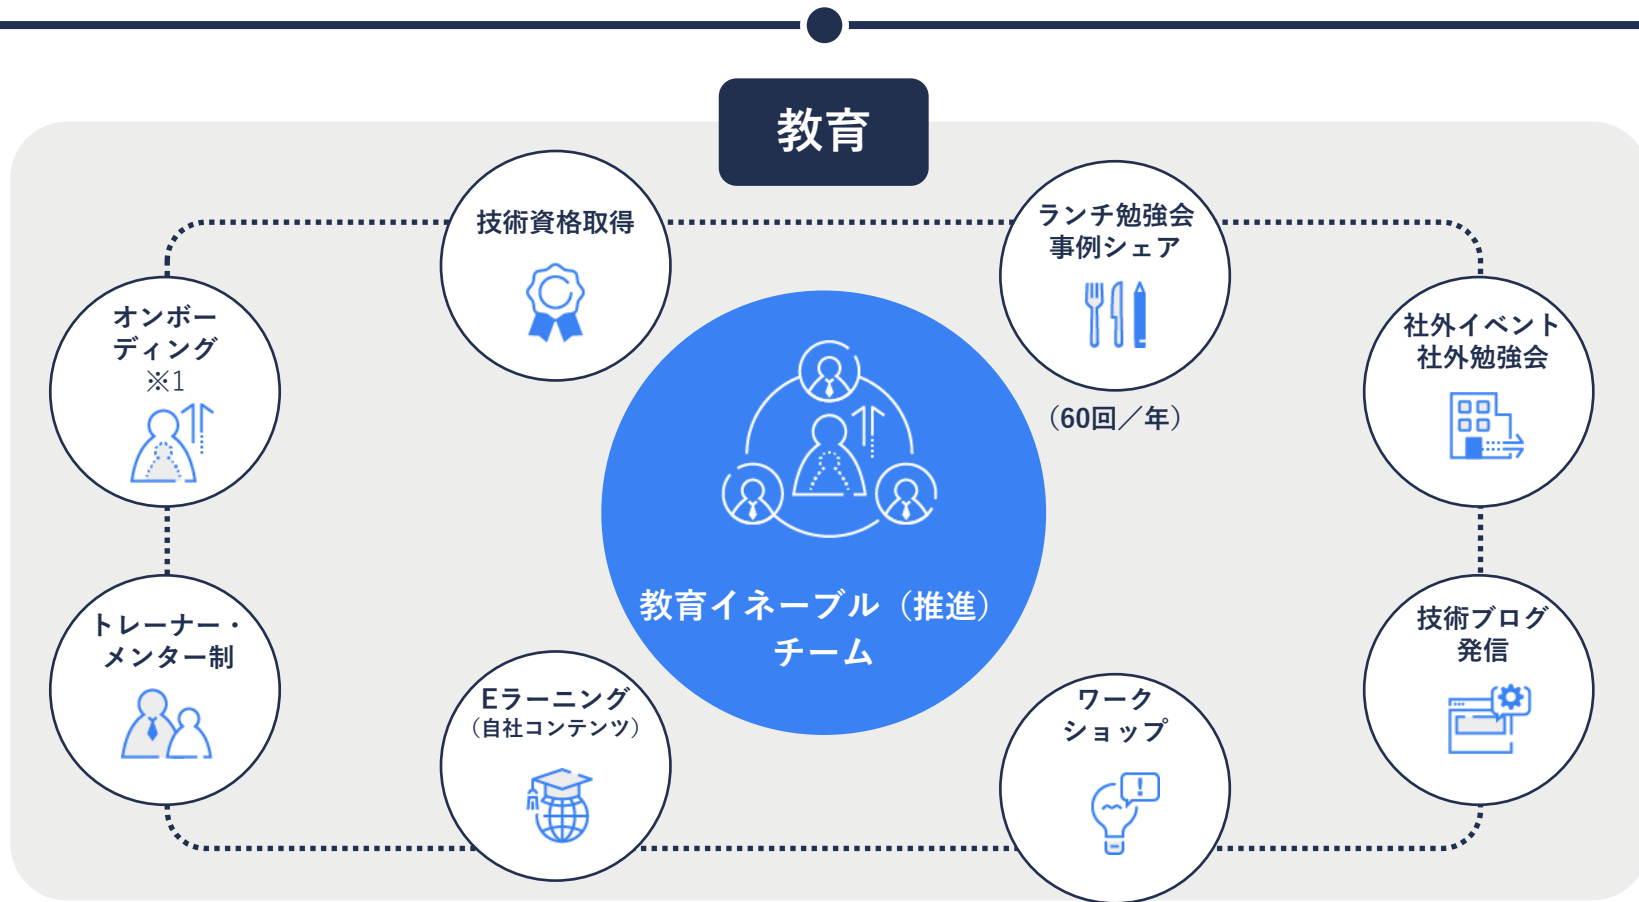 教育
技術資格取得
ランチ勉強会
事例シェア
（60回／年）
オンボー
ディング
※1
社外イベント
社外勉強会
教育イネーブル（推進）
チーム
トレーナー・
メンター制
Eラーニング
（自社コンテンツ）
ワーク
ショップ
!
技術ブログ
発信